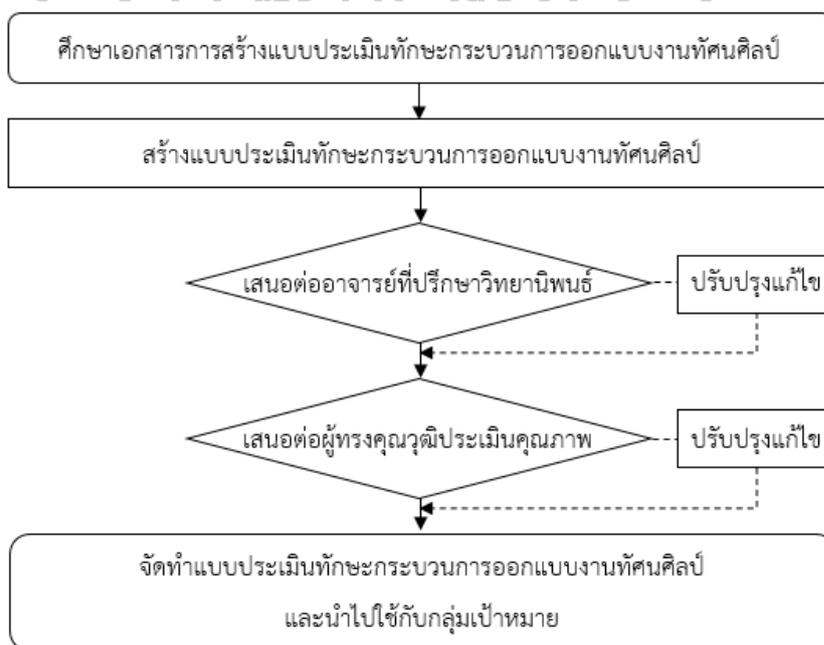 ศึกษาเอกสารการสร้างแบบประเมินทักษะกระบวนการออกแบบงานทัศนศิลป์
สร้างแบบประเมินทักษะกระบวนการออกแบบงานทัศนศิลป์
เสนอต่ออาจารย์ที่ปรึกษาวิทยานิพนธ์
ปรับปรุงแก้ไข
เสนอต่อผู้ทรงคุณวุฒิประเมินคุณภาพ
ปรับปรุงแก้ไข
จัดทำแบบประเมินทักษะกระบวนการออกแบบงานทัศนศิลป์
และนำไปใช้กับกลุ่มเป้าหมาย